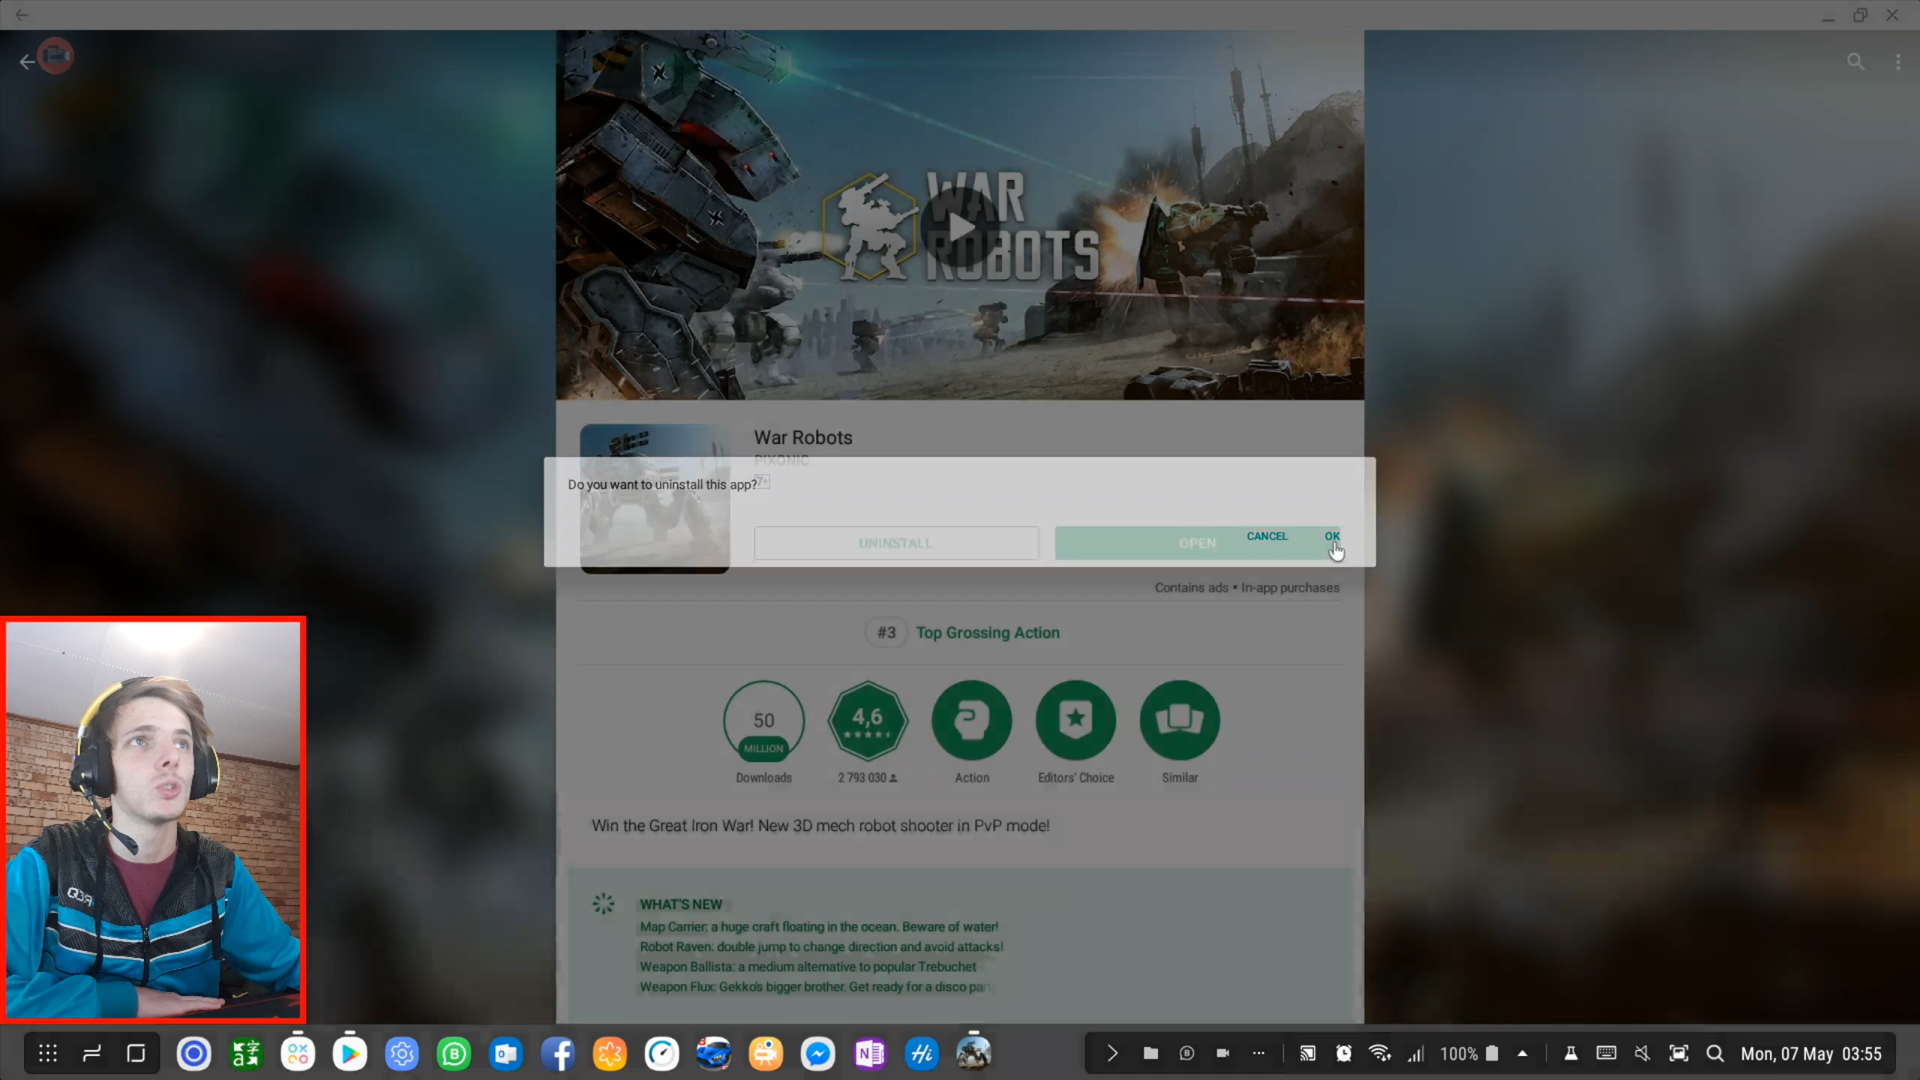 WAR
ROBOTS
War Robots
PIXONIC
Do you want to uninstall this app?
7+
UNINSTALL
OPEN
CANCEL
OK
Contains ads • In-app purchases
#3 Top Grossing Action
50
MILLION
Downloads
4,6
2 793 030
Action
Editors' Choice
Similar
Win the Great Iron War! New 3D mech robot shooter in PvP mode!
WHAT'S NEW
Map Carrier: a huge craft floating in the ocean. Beware of water!
Robot Raven: double jump to change direction and avoid attacks!
Weapon Ballista: a medium alternative to popular Trebuchet
Weapon Flux: Gekko's bigger brother. Get ready for a disco
Hi
100%
Mon, 07 May 03:55